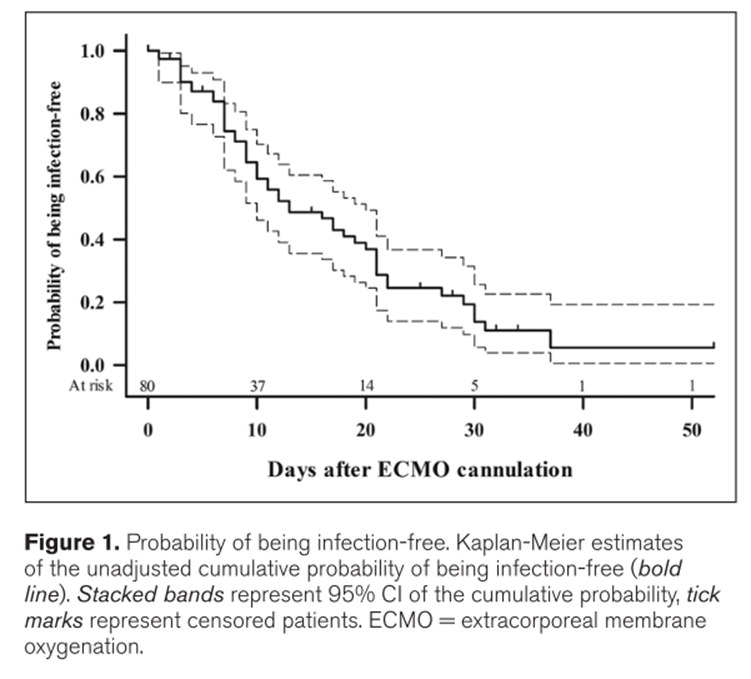 Probability of being infection-free
1.0
0.8
0.6
0.4
0.2
0.0
At risk 80 37 14 5 1 1
0 10 20 30 40 50
Days after ECMO cannulation
Figure 1. Probability of being infection-free. Kaplan-Meier estimates
of the unadjusted cumulative probability of being infection-free (bold
line). Stacked bands represent 95% CI of the cumulative probability, tick
marks represent censored patients. ECMO = extracorporeal membrane
oxygenation.